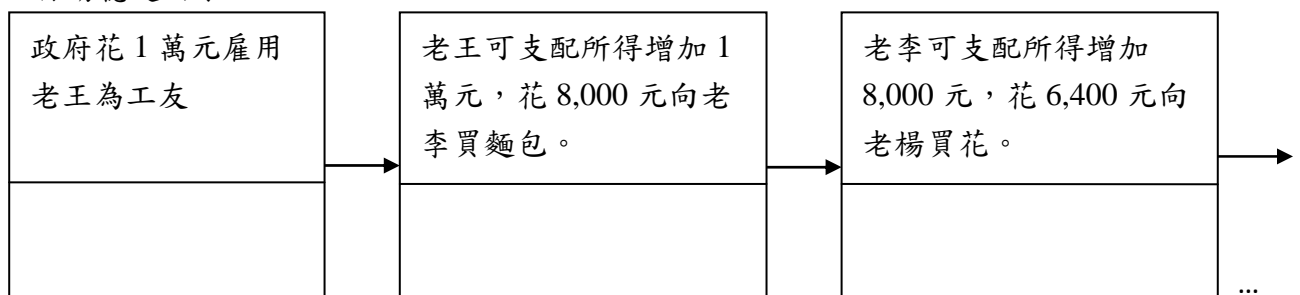 政府花 1 萬元雇用
老王為工友
老王可支配所得增加 1
萬元，花 8,000 元向老
李買麵包。
老李可支配所得增加
8,000 元，花 6,400 元向
老楊買花。
...